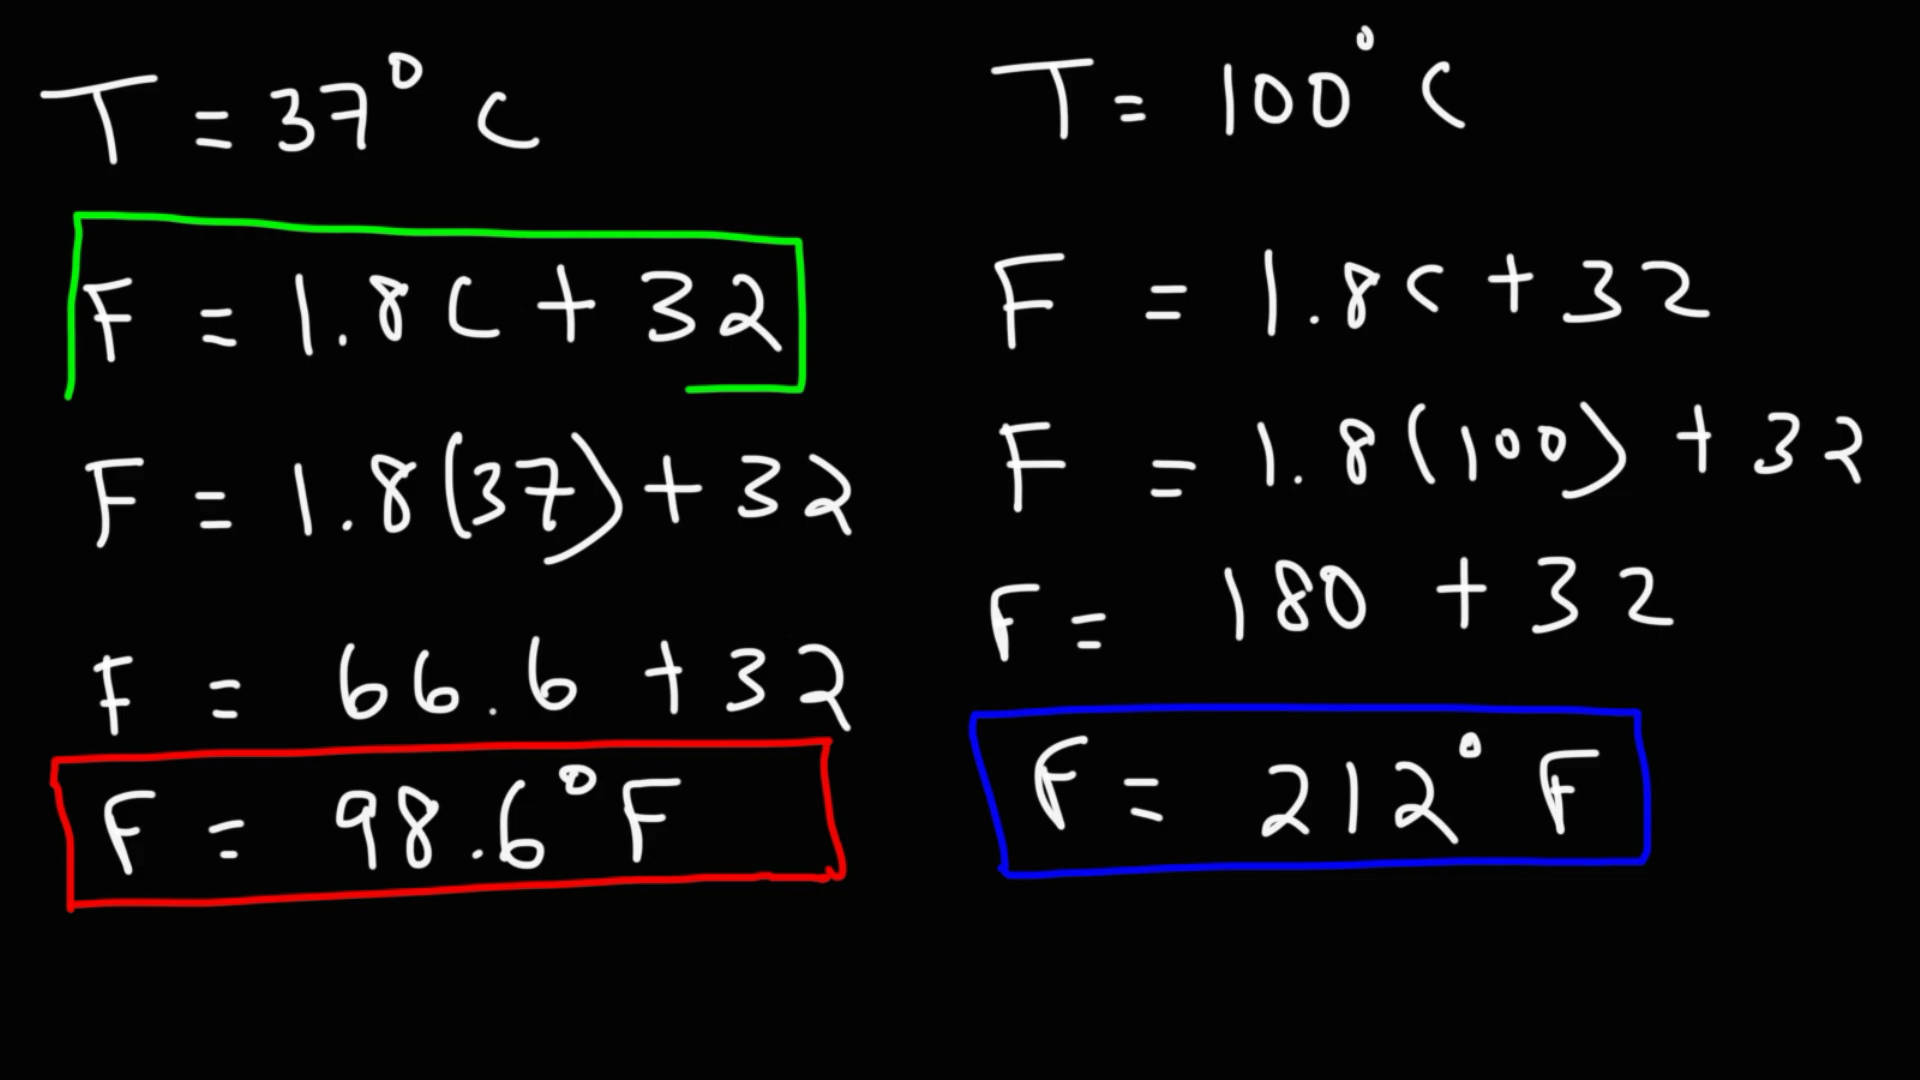 T = 37° C
F = 1.8C + 32
F = 1.8(37) + 32
F = 66.6 + 32
F = 98.6° F
T = 100° C
F = 1.8C + 32
F = 1.8(100) + 32
F = 180 + 32
F = 212° F